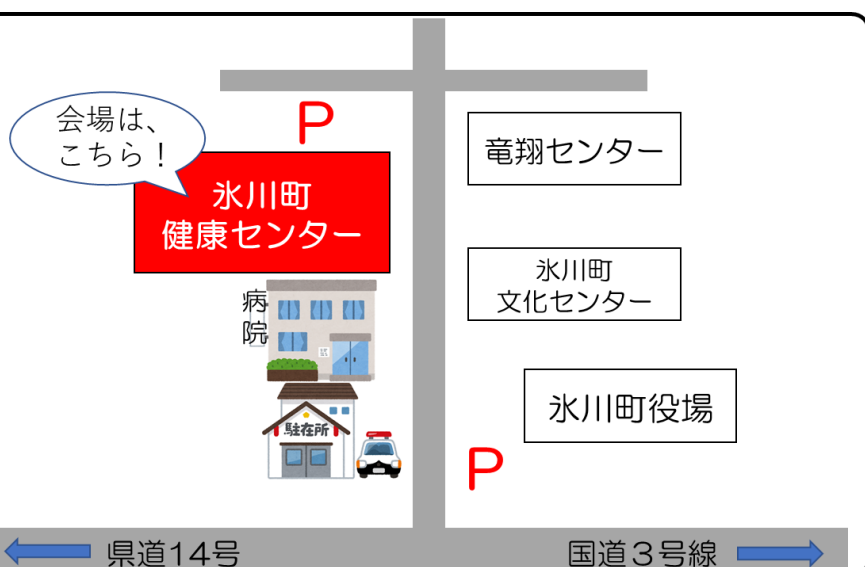 会場は、
こちら！
P
氷川町
健康センター
竜翔センター
氷川町
文化センター
病
院
駐在所
氷川町役場
P
県道14号
国道３号線